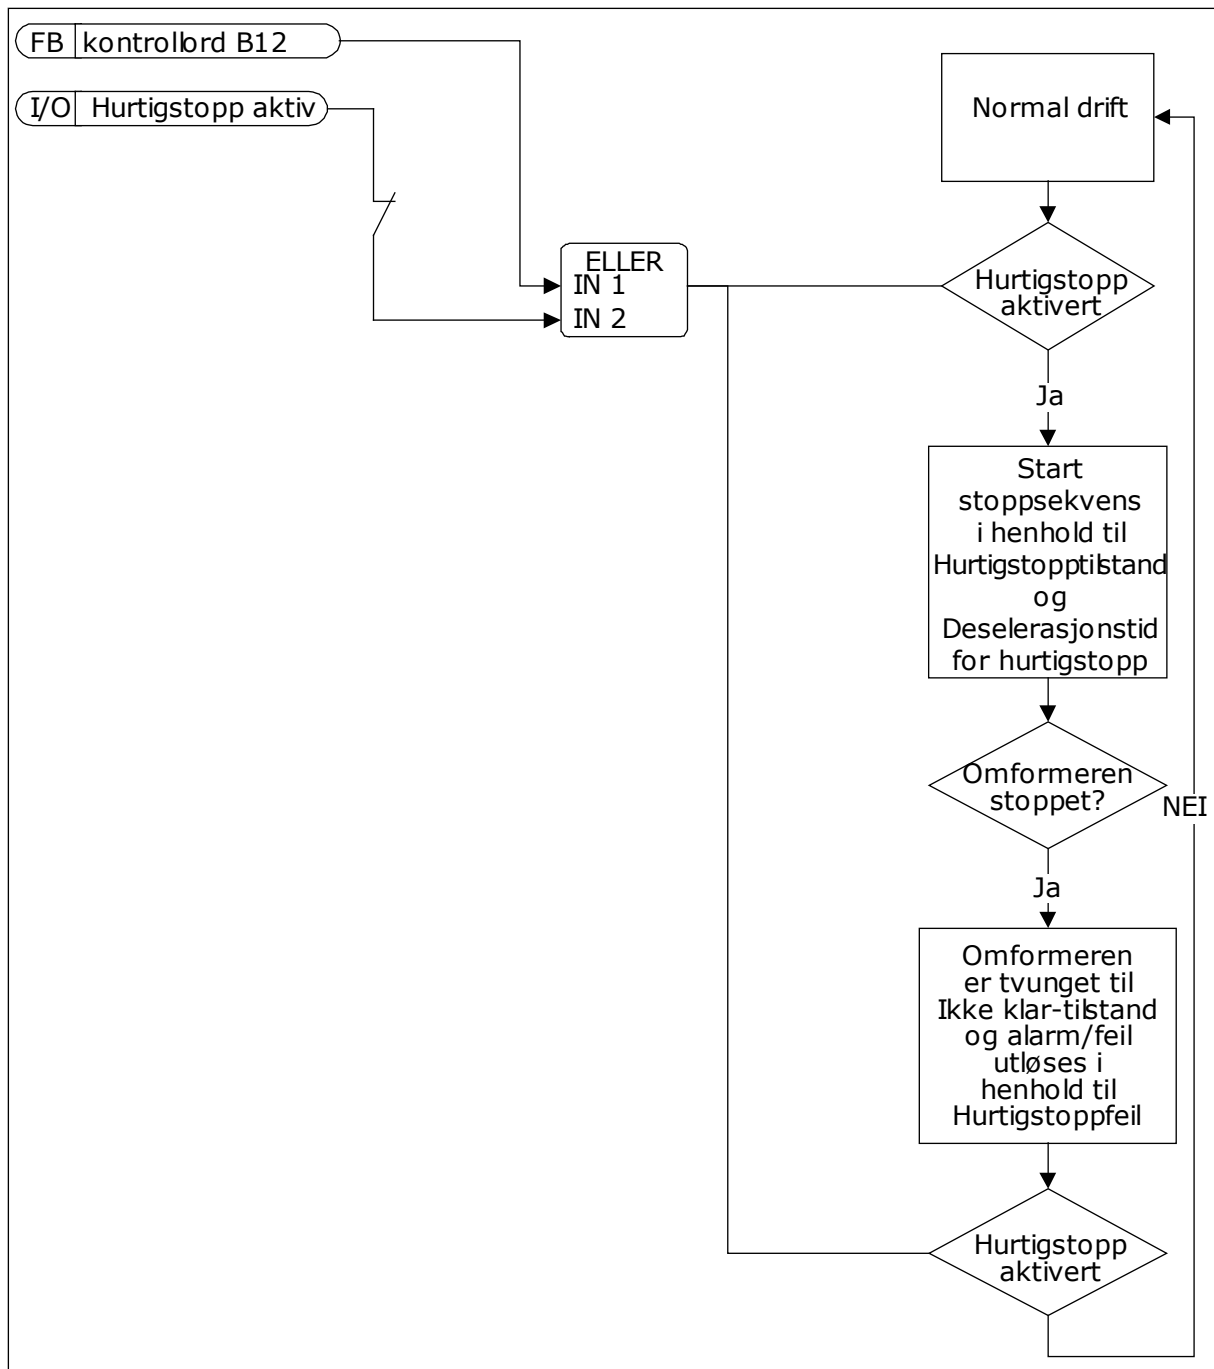 FB kontrollord B12
I/O Hurtigstopp aktiv
ELLER
IN 1
IN 2
Normal drift
Hurtigstopp
aktivert
Ja
Start
stoppsekvens
i henhold til
Hurtigstopptilstand
og
Deselerasjonstid
for hurtigstopp
Omformeren
stoppet?
NEI
Ja
Omformeren
er tvunget til
Ikke klar-tilstand
og alarm/feil
utløses i
henhold til
Hurtigstoppfeil
Hurtigstopp
aktivert